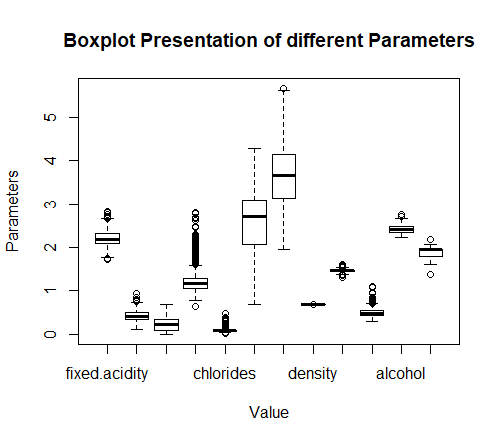 Boxplot Presentation of different Parameters
Parameters
5
4
3
2
1
0
fixed.acidity chlorides density alcohol
Value